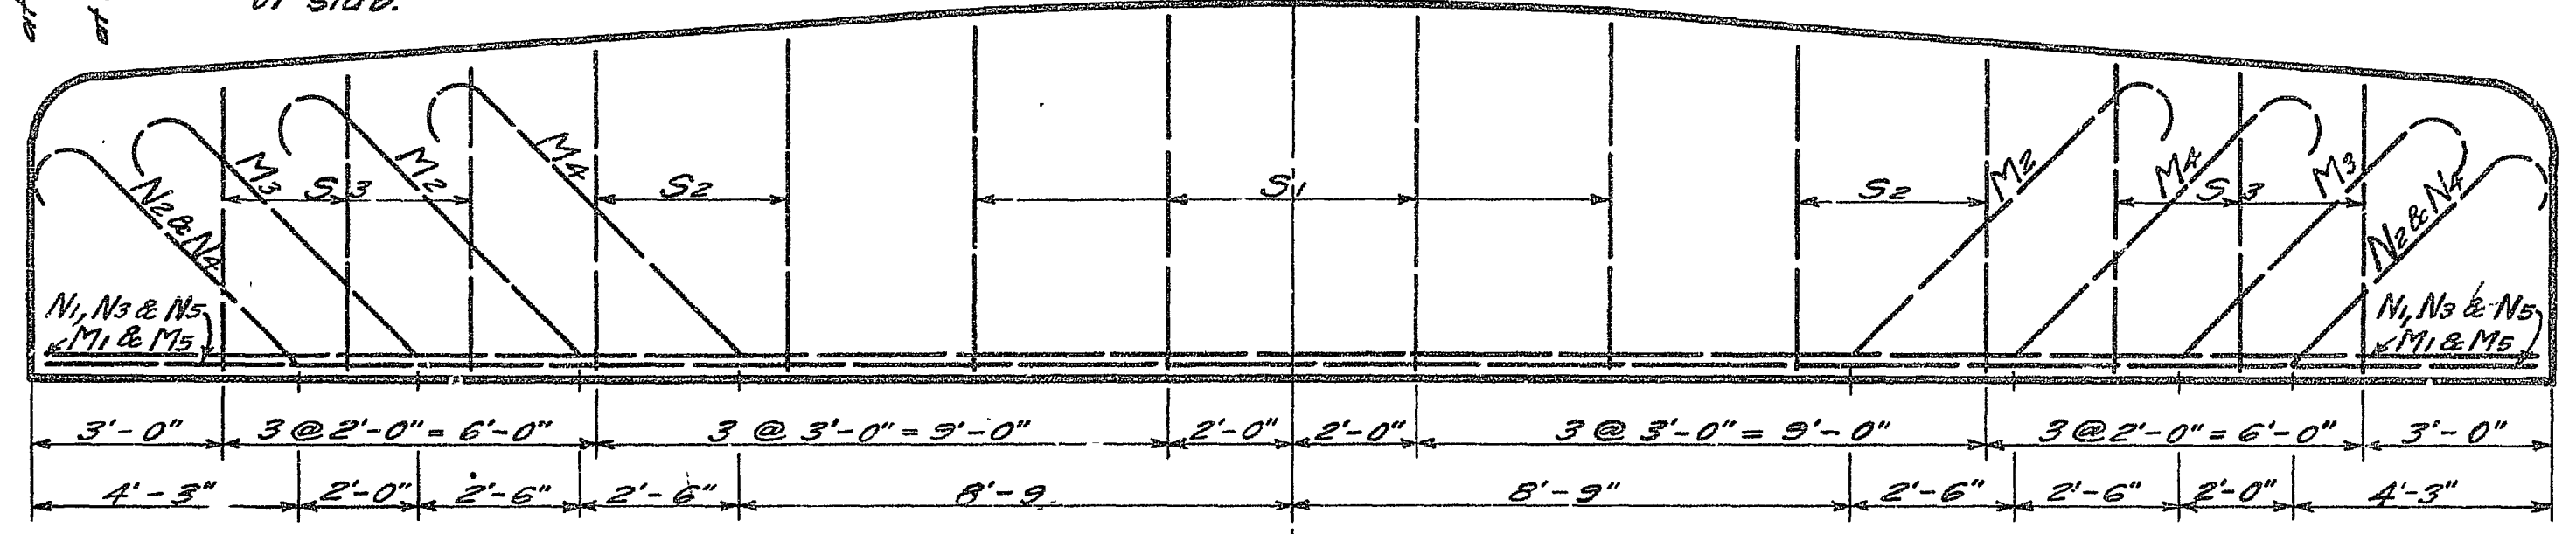 of slab.
M4
M2
M3
N2 & N4
S3
S2
S1
S2
S3
M2
M4
M3
N2 & N4
N1, N3 & N5
M1 & M5
N1, N3 & N5
M1 & M5
3'-0" 3 @ 2'-0" = 6'-0" 3 @ 3'-0" = 9'-0" 2'-0" 2'-0" 3 @ 3'-0" = 9'-0" 3 @ 2'-0" = 6'-0" 3'-0"
4'-3" 2'-0" 2'-6" 2'-6" 8'-9 8'-9" 2'-6" 2'-6" 2'-0" 4'-3"